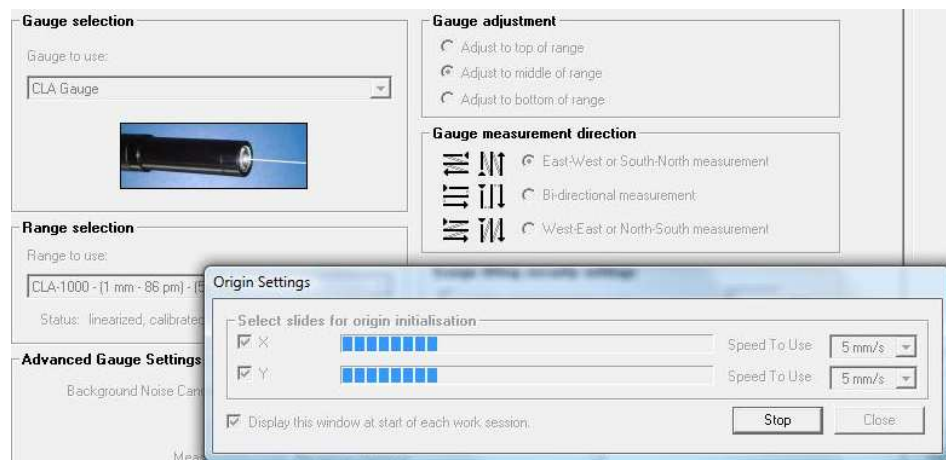 Gauge selection
Gauge to use:
CLA Gauge
Range selection
Range to use:
CLA-1000 - (1 mm - 86 pm) - (5
Status: linearized, calibrated
Advanced Gauge Settings
Background Noise Canc
Meas
Gauge adjustment
Adjust to top of range
Adjust to middle of range
Adjust to bottom of range
Gauge measurement direction
East-West or South-North measurement
Bi-directional measurement
West-East or North-South measurement
Origin Settings
Select slides for origin initialisation
X Speed To Use 5 mm/s
Y Speed To Use 5 mm/s
Display this window at start of each work session.
Stop Close